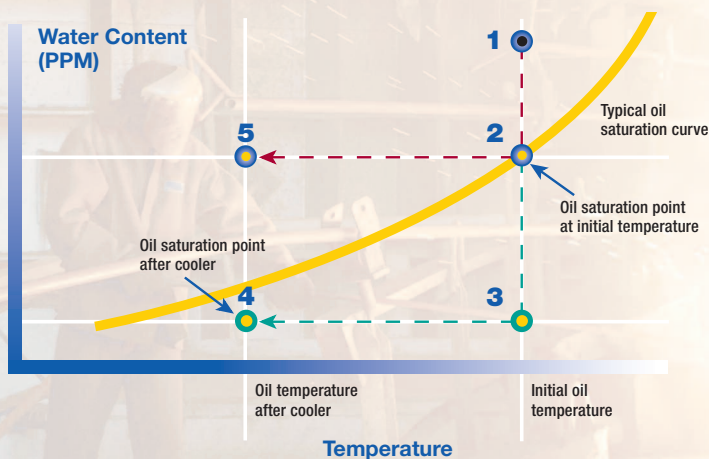 Water Content
(PPM)
1
Typical oil
saturation curve
5
2
Oil saturation point
at initial temperature
Oil saturation point
after cooler
4
3
Oil temperature
after cooler
Initial oil
temperature
Temperature